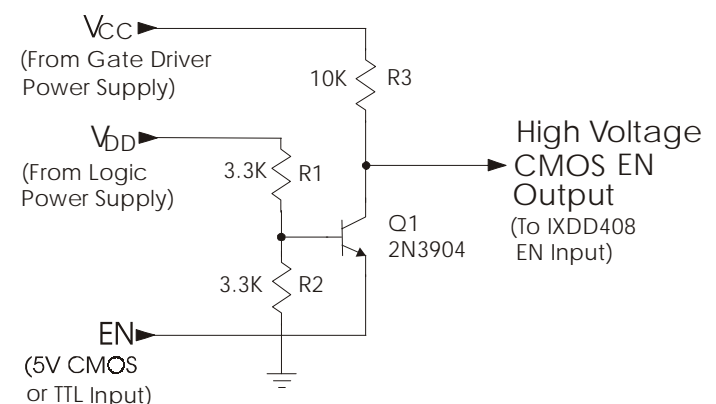 VCC
(From Gate Driver
Power Supply)
10K
R3
VDD
(From Logic
Power Supply)
3.3K
R1
High Voltage
CMOS EN
Output
(To IXDD408
EN Input)
Q1
2N3904
3.3K
R2
EN
(5V CMOS
or TTL Input)